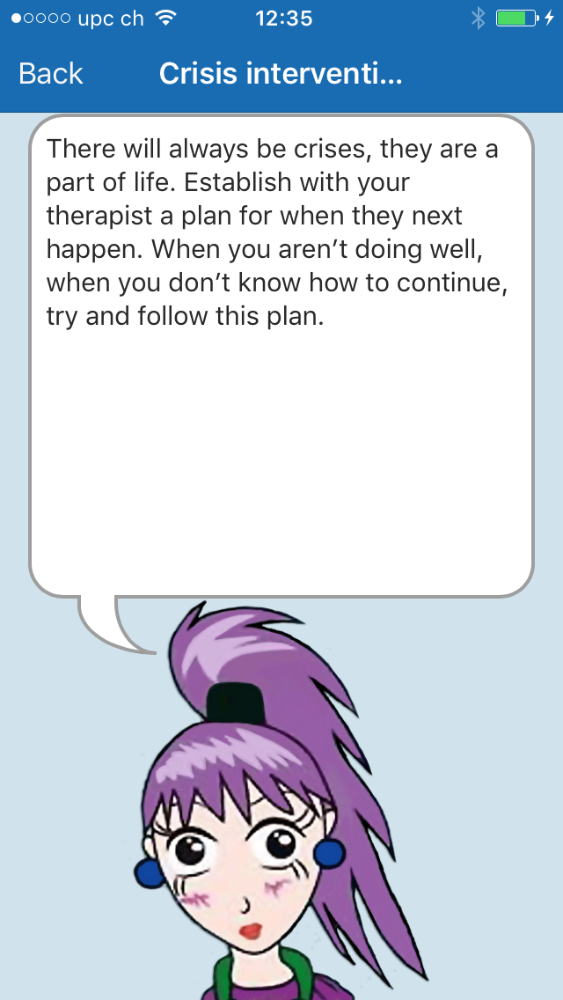 upc ch 12:35
Back Crisis interventi...
There will always be crises, they are a
part of life. Establish with your
therapist a plan for when they next
happen. When you aren’t doing well,
when you don’t know how to continue,
try and follow this plan.